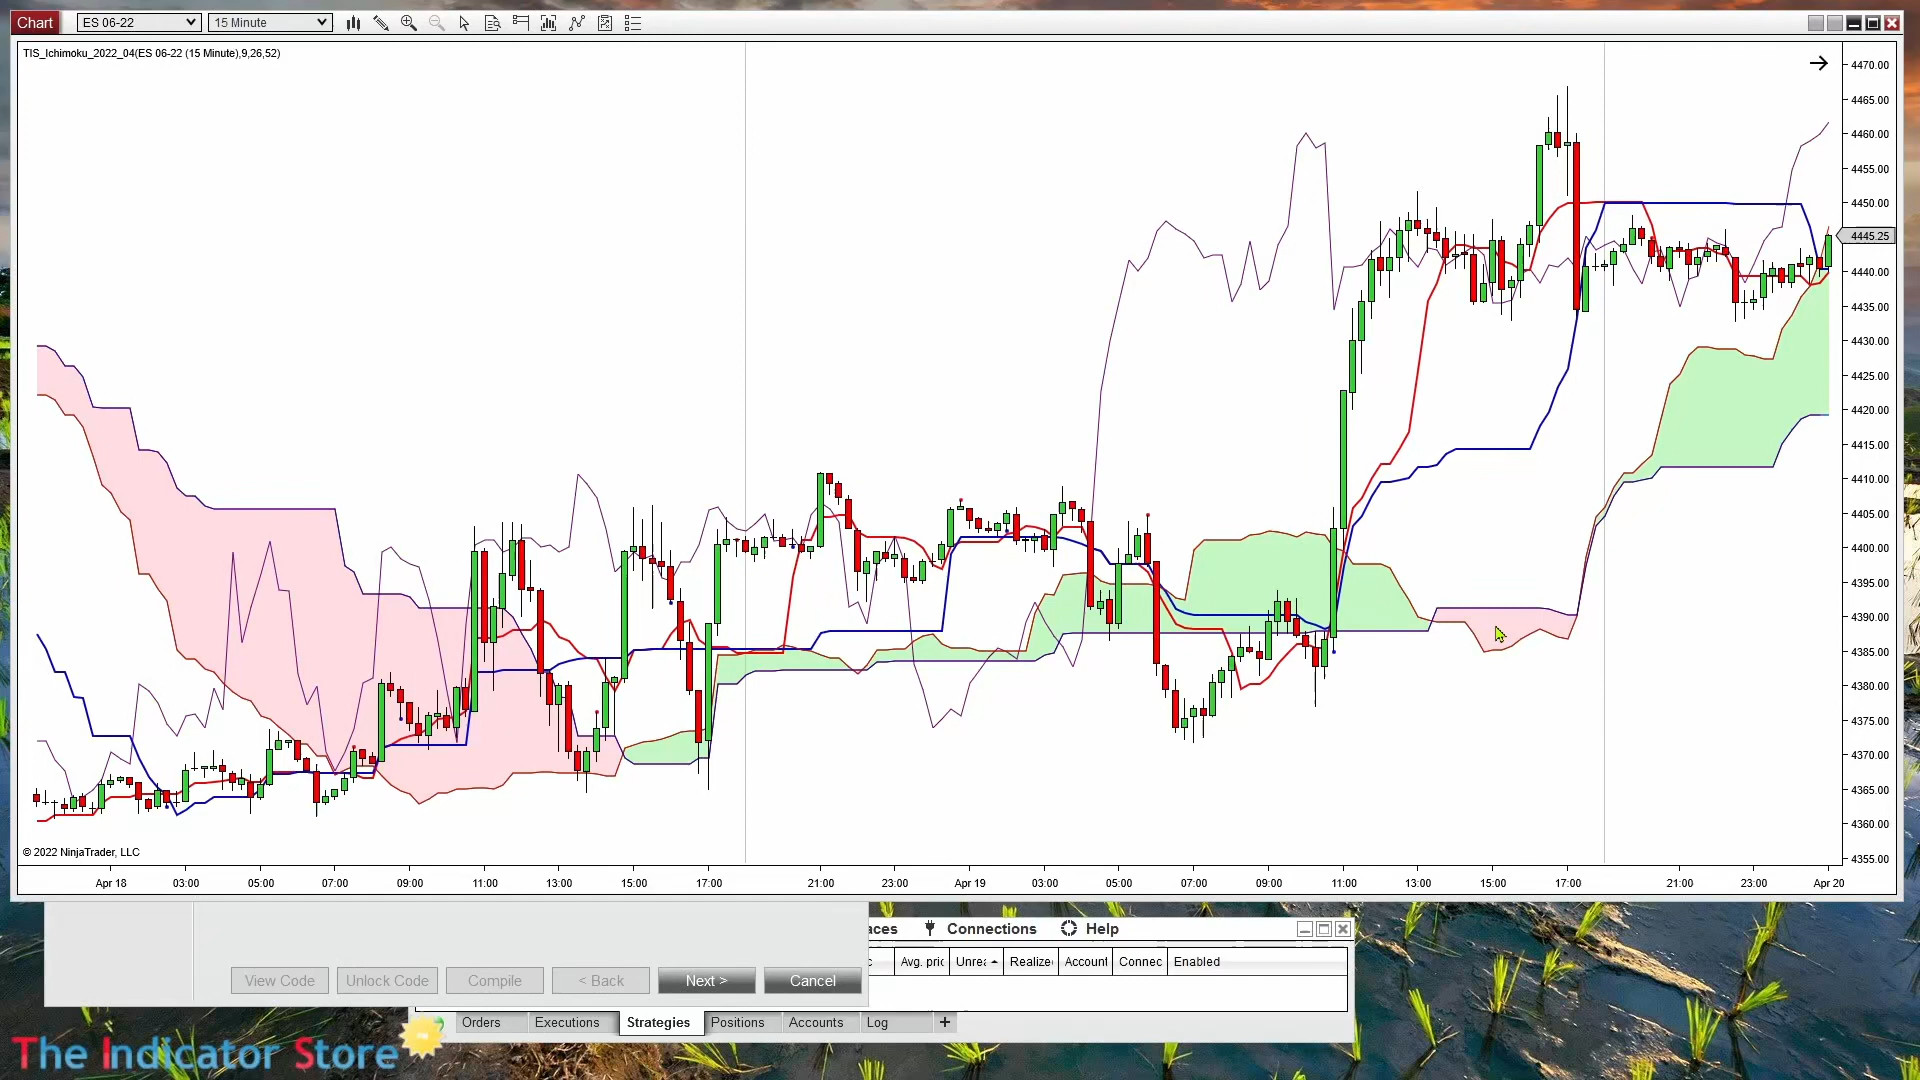 Chart ES 06-22 15 Minute
TIS_Ichimoku_2022_04(ES 06-22 (15 Minute),9,26,52)
4470.00
4465.00
4460.00
4455.00
4450.00
4445.25
4440.00
4435.00
4430.00
4425.00
4420.00
4415.00
4410.00
4405.00
4400.00
4395.00
4390.00
4385.00
4380.00
4375.00
4370.00
4365.00
4360.00
4355.00
© 2022 NinjaTrader, LLC
Apr 18 03:00 05:00 07:00 09:00 11:00 13:00 15:00 17:00 21:00 23:00 Apr 19 03:00 05:00 07:00 09:00 11:00 13:00 15:00 17:00 21:00 23:00 Apr 20
aces Connections Help
c Avg. pric Unrea Realize Account Connec Enabled
View Code Unlock Code Compile < Back Next > Cancel
Orders Executions Strategies Positions Accounts Log +
The Indicator Store